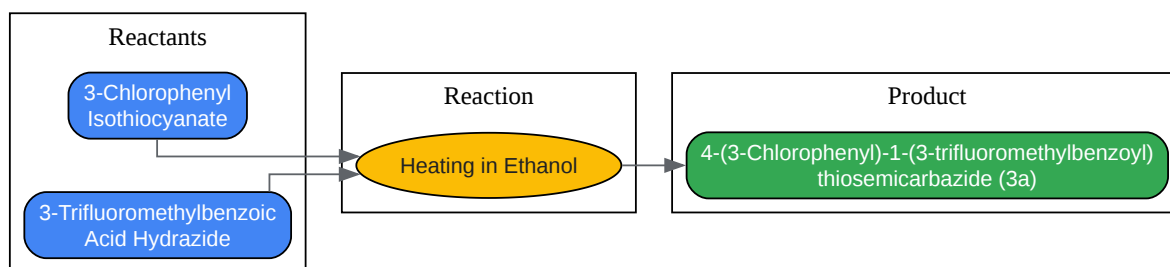 Reactants
3-Chlorophenyl
Isothiocyanate
3-Trifluoromethylbenzoic
Acid Hydrazide
Reaction
Heating in Ethanol
Product
4-(3-Chlorophenyl)-1-(3-trifluoromethylbenzoyl)
thiosemicarbazide (3a)